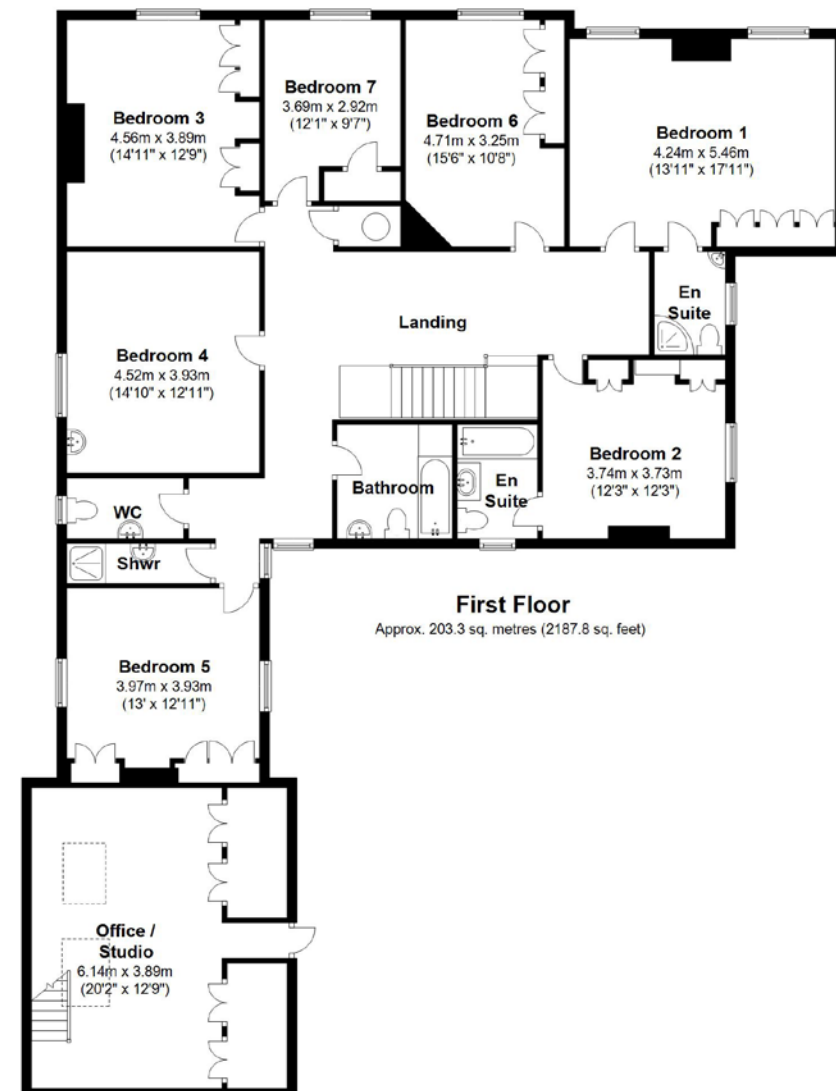 Bedroom 3
4.56m x 3.89m
(14'11" x 12'9")
Bedroom 7
3.69m x 2.92m
(12'1" x 9'7")
Bedroom 6
4.71m x 3.25m
(15'6" x 10'8")
Bedroom 1
4.24m x 5.46m
(13'11" x 17'11")
Bedroom 4
4.52m x 3.93m
(14'10" x 12'11")
Landing
En
Suite
Bedroom 2
3.74m x 3.73m
(12'3" x 12'3")
Bathroom
En
Suite
WC
Shwr
First Floor
Approx. 203.3 sq. metres (2187.8 sq. feet)
Bedroom 5
3.97m x 3.93m
(13' x 12'11")
Office /
Studio
6.14m x 3.89m
(20'2" x 12'9")